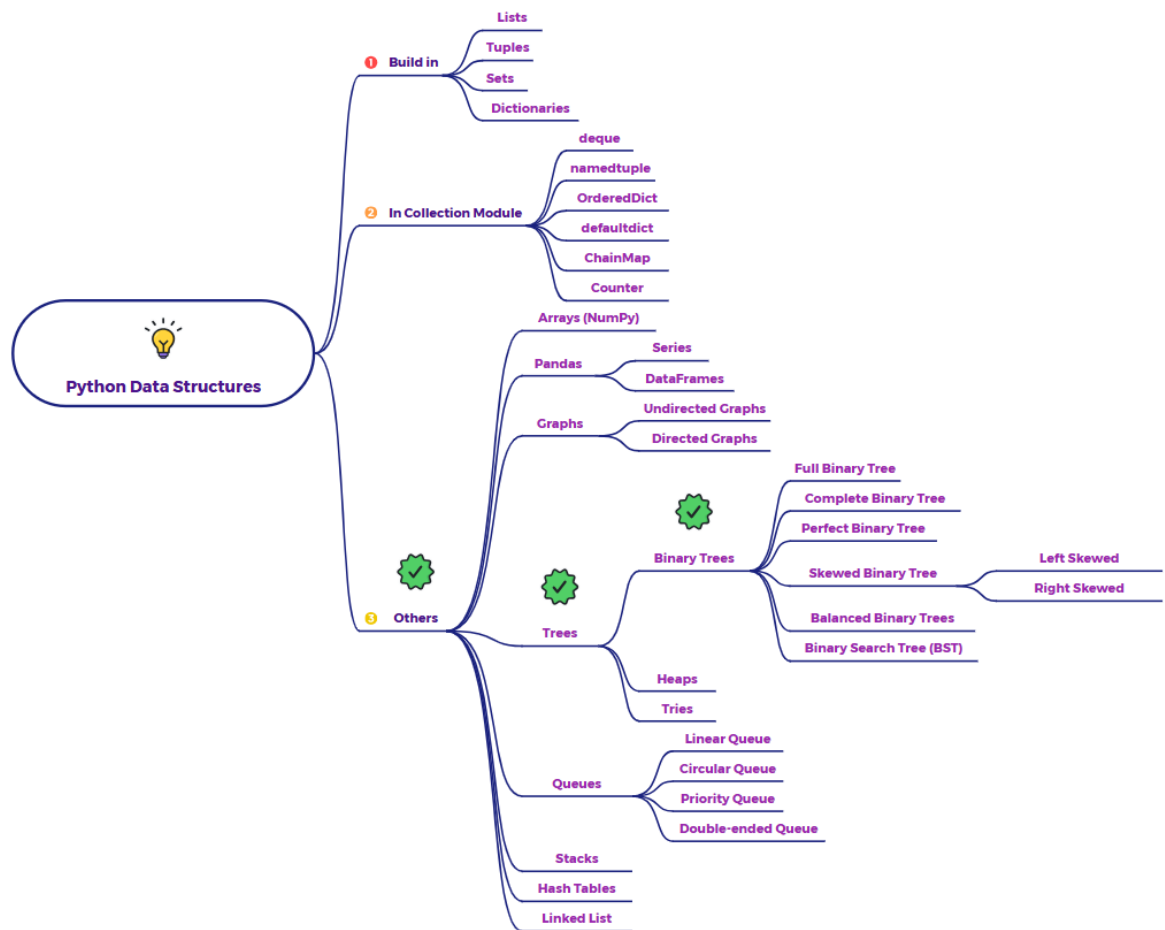 Python Data Structures
1 Build in
Lists
Tuples
Sets
Dictionaries
2 In Collection Module
deque
namedtuple
OrderedDict
defaultdict
ChainMap
Counter
3 Others
Arrays (NumPy)
Pandas
Series
DataFrames
Graphs
Undirected Graphs
Directed Graphs
Trees
Binary Trees
Full Binary Tree
Complete Binary Tree
Perfect Binary Tree
Skewed Binary Tree
Left Skewed
Right Skewed
Balanced Binary Trees
Binary Search Tree (BST)
Heaps
Tries
Queues
Linear Queue
Circular Queue
Priority Queue
Double-ended Queue
Stacks
Hash Tables
Linked List